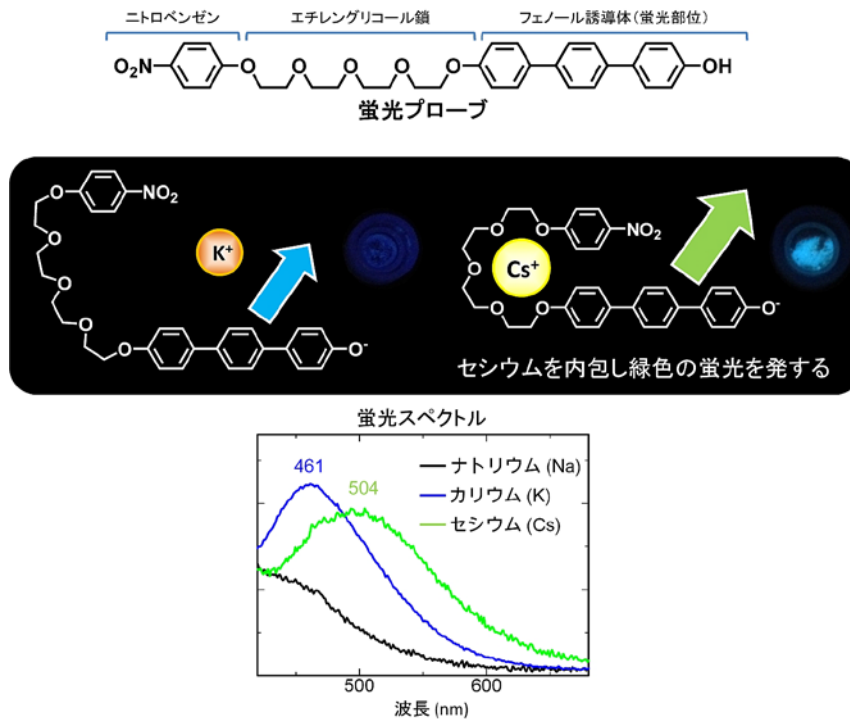 ニトロベンゼン エチレングリコール鎖 フェノール誘導体(蛍光部位)
O₂N O O O O O OH
蛍光プローブ
O NO₂
O
O
O
O O⁻
K⁺
O O NO₂
O
O
O O⁻
Cs⁺
セシウムを内包し緑色の蛍光を発する
蛍光スペクトル
461
504
ナトリウム (Na)
カリウム (K)
セシウム (Cs)
500 600
波長 (nm)